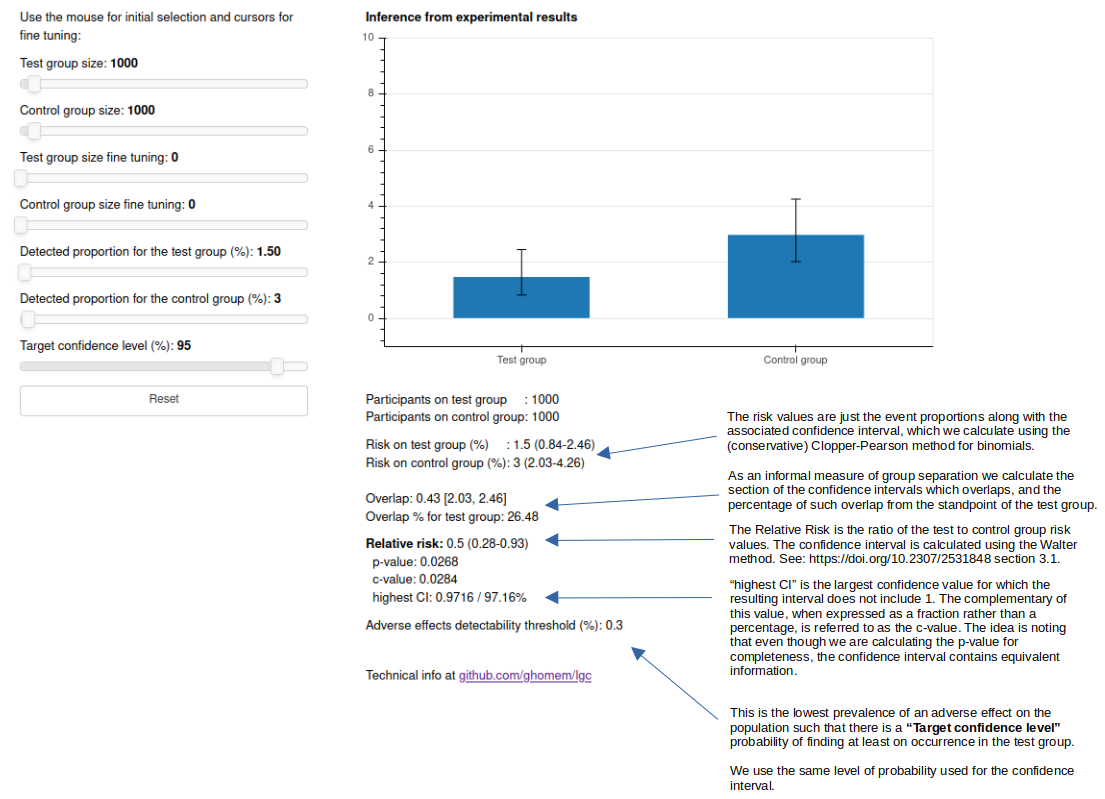 Use the mouse for initial selection and cursors for
fine tuning:
Test group size: 1000
Control group size: 1000
Test group size fine tuning: 0
Control group size fine tuning: 0
Detected proportion for the test group (%): 1.50
Detected proportion for the control group (%): 3
Target confidence level (%): 95
Reset
Inference from experimental results
10
8
6
4
2
0
Test group
Control group
Participants on test group : 1000
Participants on control group: 1000
Risk on test group (%) : 1.5 (0.84-2.46)
Risk on control group (%): 3 (2.03-4.26)
Overlap: 0.43 [2.03, 2.46]
Overlap % for test group: 26.48
Relative risk: 0.5 (0.28-0.93)
p-value: 0.0268
c-value: 0.0284
highest CI: 0.9716 / 97.16%
Adverse effects detectability threshold (%): 0.3
Technical info at github.com/ghomem/lgc
The risk values are just the event proportions along with the
associated confidence interval, which we calculate using the
(conservative) Clopper-Pearson method for binomials.
As an informal measure of group separation we calculate the
section of the confidence intervals which overlaps, and the
percentage of such overlap from the standpoint of the test group.
The Relative Risk is the ratio of the test to control group risk
values. The confidence interval is calculated using the Walter
method. See: https://doi.org/10.2307/2531848 section 3.1.
“highest CI” is the largest confidence value for which the
resulting interval does not include 1. The complementary of
this value, when expressed as a fraction rather than a
percentage, is referred to as the c-value. The idea is noting
that even though we are calculating the p-value for
completeness, the confidence interval contains equivalent
information.
This is the lowest prevalence of an adverse effect on the
population such that there is a “Target confidence level”
probability of finding at least on occurrence in the test group.
We use the same level of probability used for the confidence
interval.